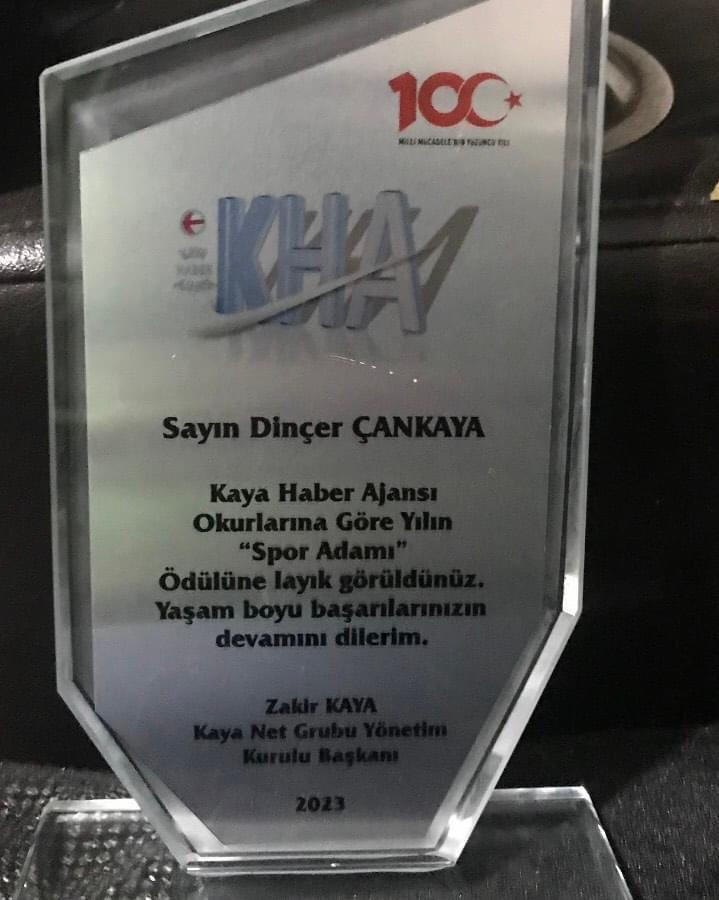 100
MİLLİ MÜCADELE'NİN YÜZÜNCÜ YILI
KHA
HABER
Sayın Dinçer ÇANKAYA
Kaya Haber Ajansı
Okurlarına Göre Yılın
“Spor Adamı”
Ödülüne layık görüldünüz.
Yaşam boyu başarılarınızın
devamını dilerim.
Zakir KAYA
Kaya Net Grubu Yönetim
Kurulu Başkanı
2023